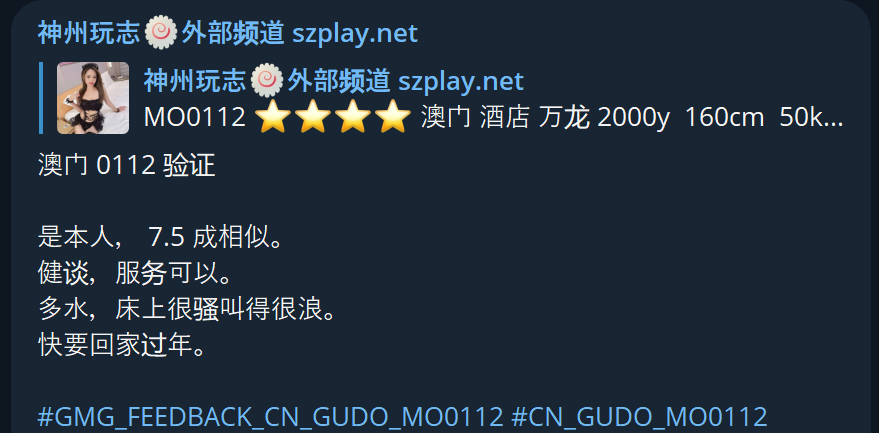 神州玩志🍥外部频道 szplay.net
神州玩志🍥外部频道 szplay.net
MO0112 ⭐⭐⭐⭐ 澳门 酒店 万龙 2000y 160cm 50k...
澳门 0112 验证
是本人， 7.5 成相似。
健谈，服务可以。
多水，床上很骚叫得很浪。
快要回家过年。
#GMG_FEEDBACK_CN_GUDO_MO0112 #CN_GUDO_MO0112